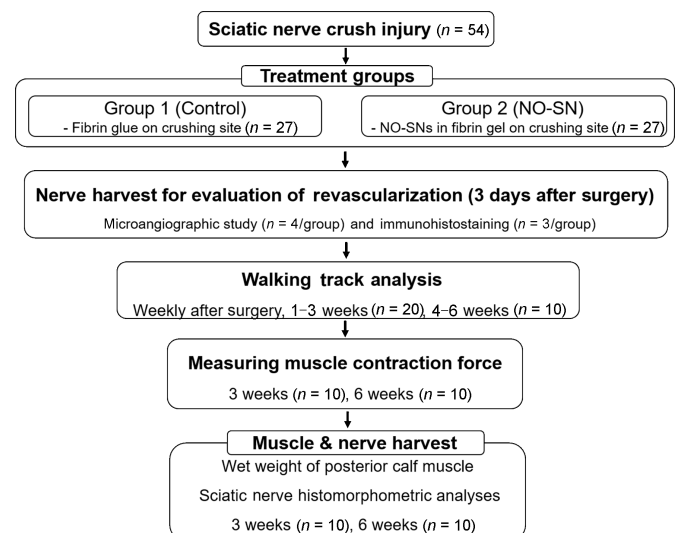 Sciatic nerve crush injury (n = 54)
Treatment groups
Group 1 (Control)
- Fibrin glue on crushing site (n = 27)
Group 2 (NO-SN)
- NO-SNs in fibrin gel on crushing site (n = 27)
Nerve harvest for evaluation of revascularization (3 days after surgery)
Microangiographic study (n = 4/group) and immunohistostaining (n = 3/group)
Walking track analysis
Weekly after surgery, 1–3 weeks (n = 20), 4–6 weeks (n = 10)
Measuring muscle contraction force
3 weeks (n = 10), 6 weeks (n = 10)
Muscle & nerve harvest
Wet weight of posterior calf muscle
Sciatic nerve histomorphometric analyses
3 weeks (n = 10), 6 weeks (n = 10)